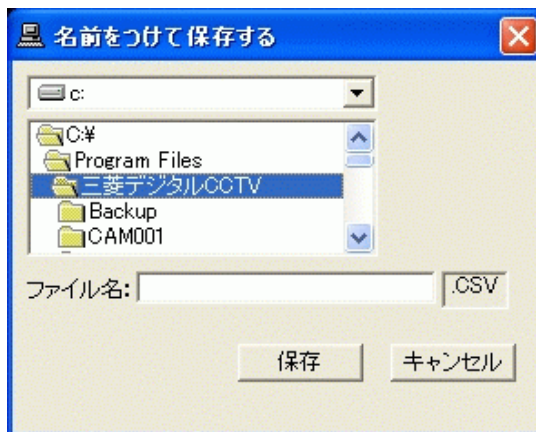 名前をつけて保存する
c:
C:¥
Program Files
三菱デジタルCCTV
Backup
CAM001
ファイル名:
.CSV
保存 キャンセル